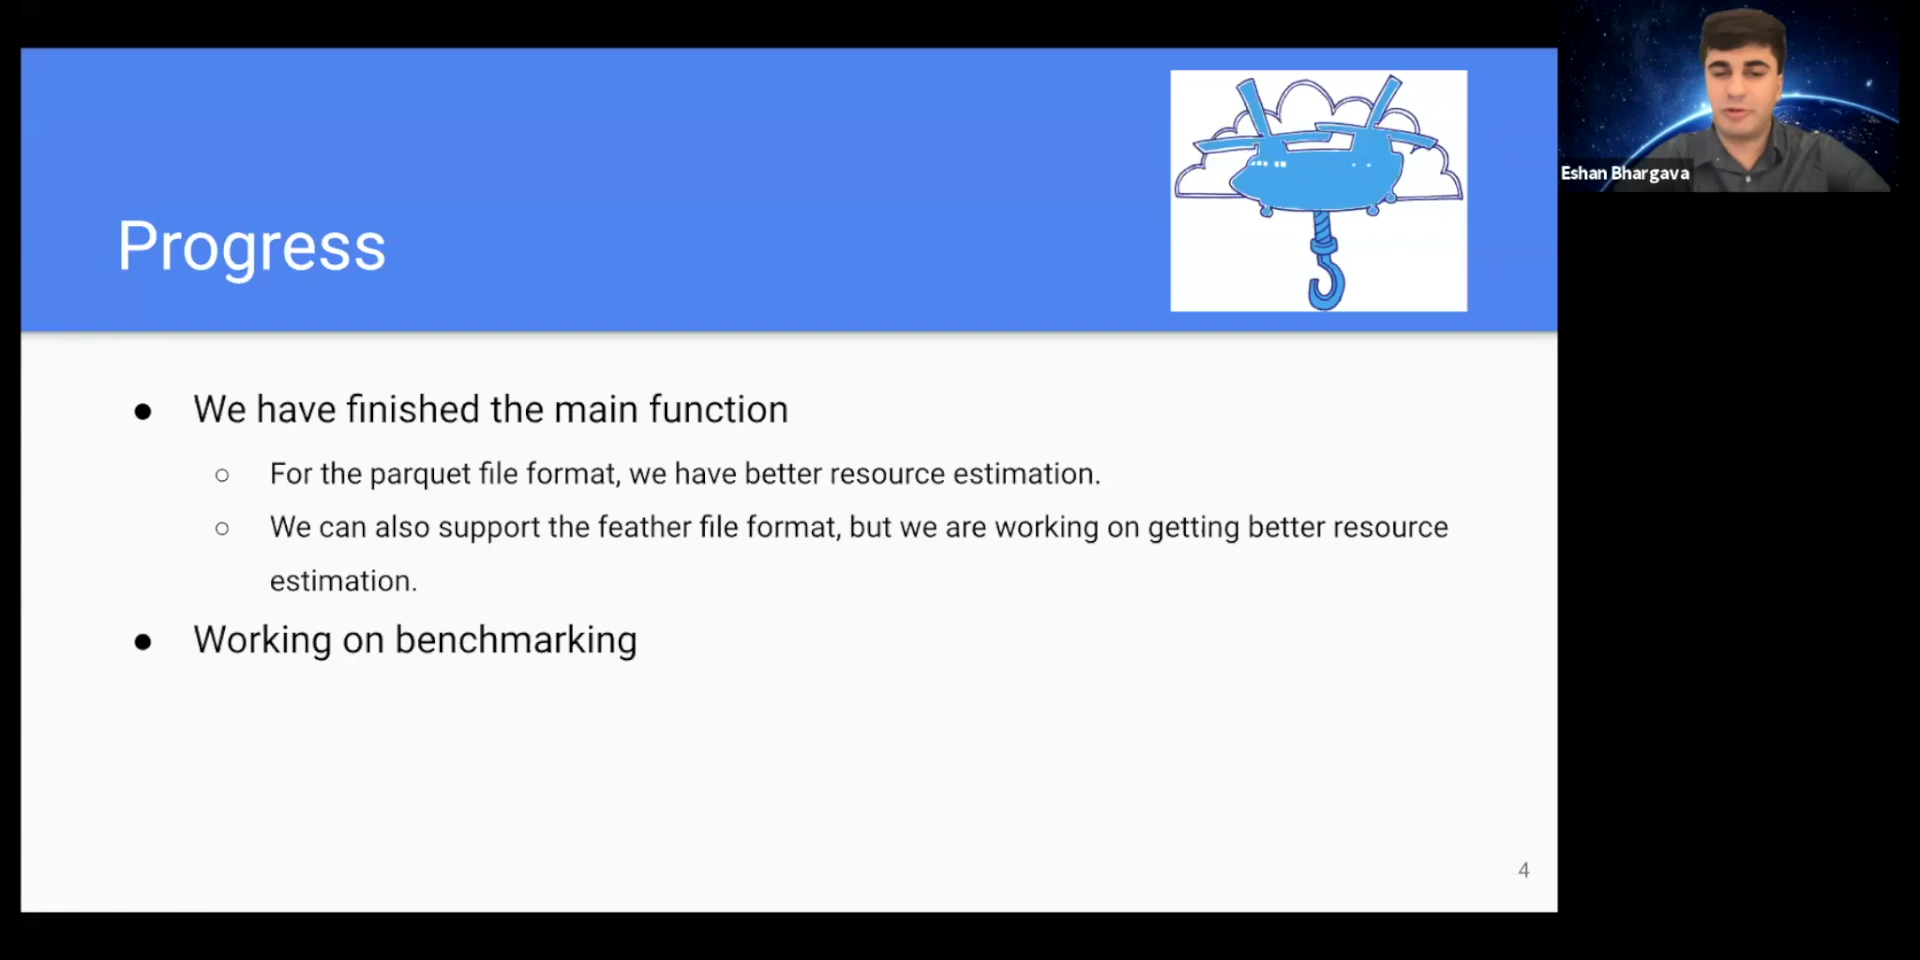 Progress
Eshan Bhargava
● We have finished the main function
○ For the parquet file format, we have better resource estimation.
○ We can also support the feather file format, but we are working on getting better resource
estimation.
● Working on benchmarking
4